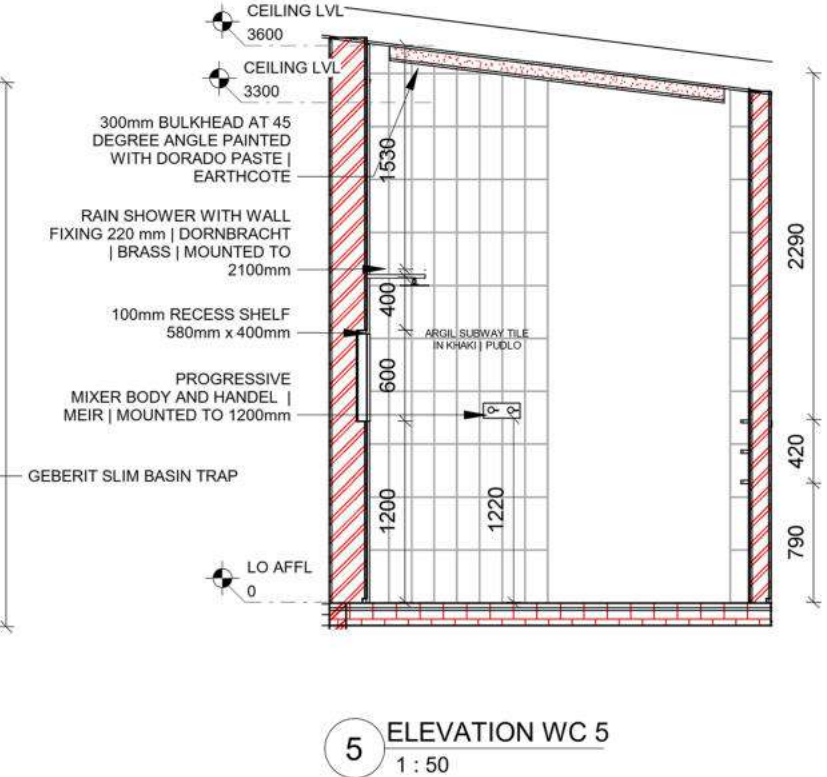 CEILING LVL
3600
CEILING LVL
3300
300mm BULKHEAD AT 45
DEGREE ANGLE PAINTED
WITH DORADO PASTE |
EARTHCOTE
RAIN SHOWER WITH WALL
FIXING 220 mm | DORNBRACHT
| BRASS | MOUNTED TO
2100mm
100mm RECESS SHELF
580mm x 400mm
PROGRESSIVE
MIXER BODY AND HANDEL |
MEIR | MOUNTED TO 1200mm
GEBERIT SLIM BASIN TRAP
LO AFFL
0
1530
400
600
1200
ARGIL SUBWAY TILE
IN KHAKI | PUDLO
1220
2290
420
790
5
ELEVATION WC 5
1 : 50